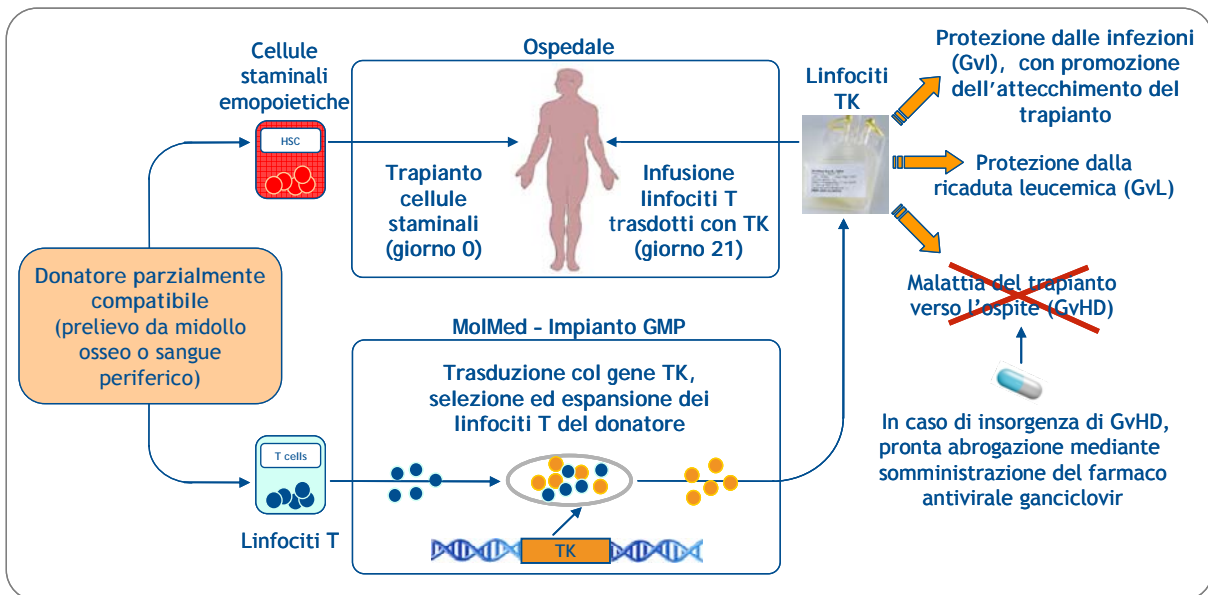 Cellule
staminali
emopoietiche
HSC
Ospedale
Trapianto
cellule
staminali
(giorno 0)
Infusione
linfociti T
trasdotti con TK
(giorno 21)
Linfociti
TK
Protezione dalle infezioni
(GvI), con promozione
dell'attecchimento del
trapianto
Protezione dalla
ricaduta leucemica (GvL)
Malattia del trapianto
verso l'ospite (GvHD)
In caso di insorgenza di GvHD,
pronta abrogazione mediante
somministrazione del farmaco
antivirale ganciclovir
Donatore parzialmente
compatibile
(prelievo da midollo
osseo o sangue
periferico)
T cells
Linfociti T
MolMed - Impianto GMP
Trasduzione col gene TK,
selezione ed espansione dei
linfociti T del donatore
TK